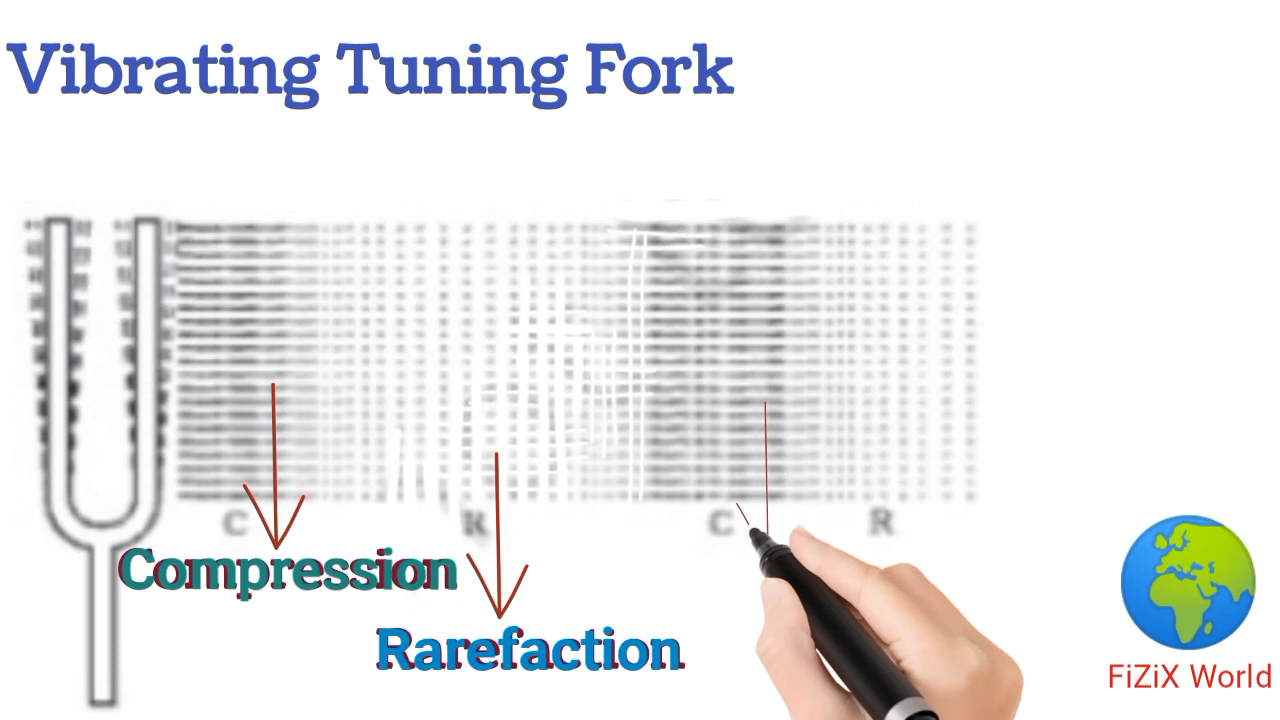 Vibrating Tuning Fork
C R C R
Compression
Rarefaction
FiZiX World